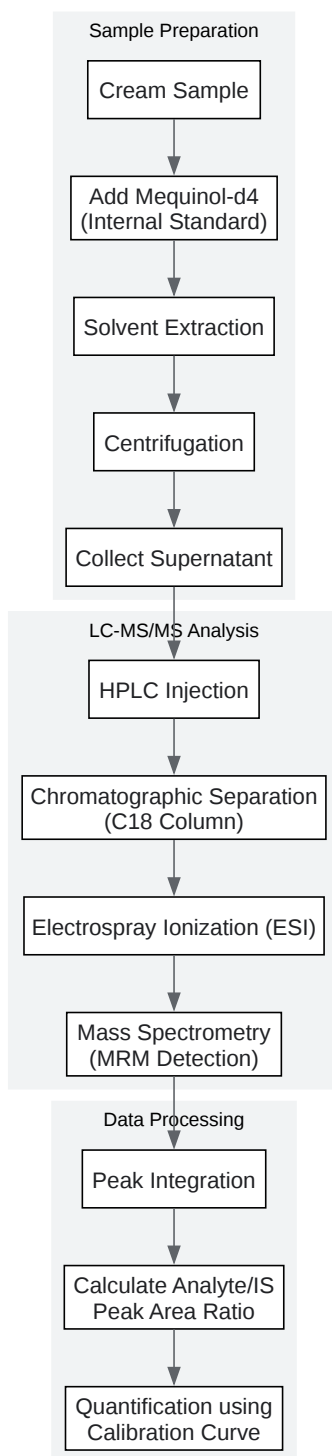 Sample Preparation
Cream Sample
Add Mequinol-d4
(Internal Standard)
Solvent Extraction
Centrifugation
Collect Supernatant
LC-MS/MS Analysis
HPLC Injection
Chromatographic Separation
(C18 Column)
Electrospray Ionization (ESI)
Mass Spectrometry
(MRM Detection)
Data Processing
Peak Integration
Calculate Analyte/IS
Peak Area Ratio
Quantification using
Calibration Curve